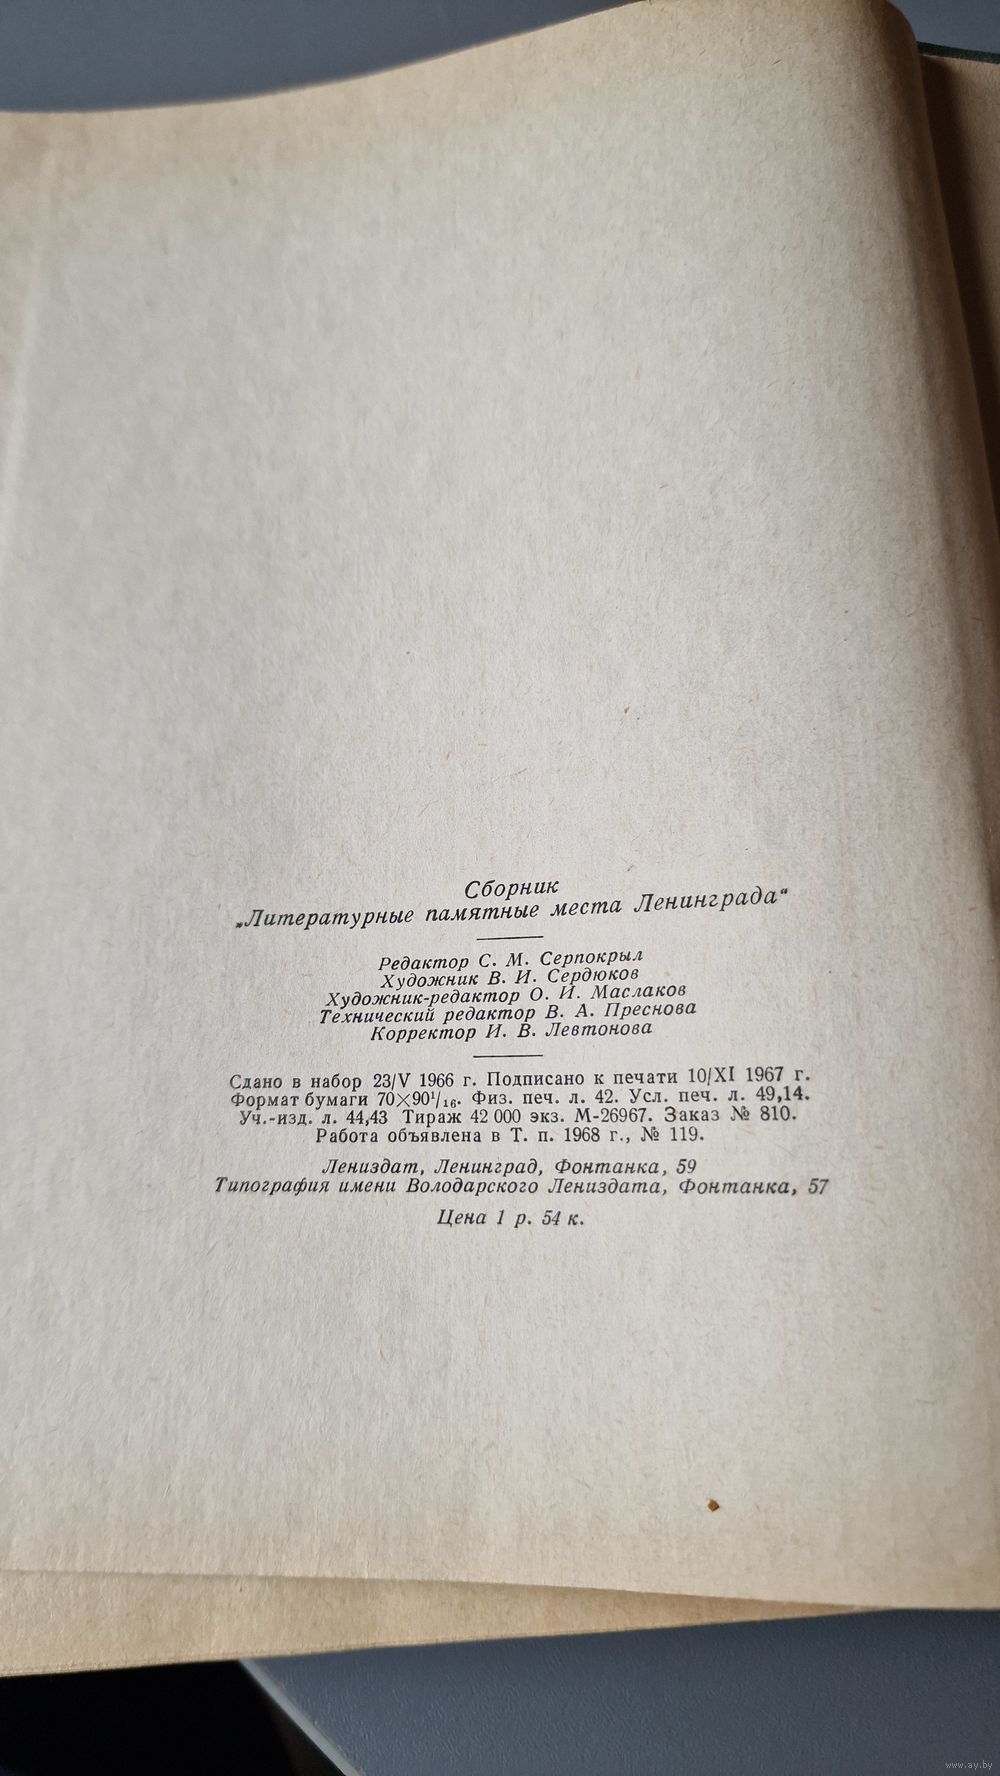 Сборник
„Литературные памятные места Ленинграда“
Редактор С. М. Серпокрыл
Художник В. И. Сердюков
Художник-редактор О. И. Маслаков
Технический редактор В. А. Преснова
Корректор И. В. Левтонова
Сдано в набор 23/V 1966 г. Подписано к печати 10/XI 1967 г.
Формат бумаги 70×90¹/₁₆. Физ. печ. л. 42. Усл. печ. л. 49,14.
Уч.-изд. л. 44,43 Тираж 42 000 экз. М-26967. Заказ № 810.
Работа объявлена в Т. п. 1968 г., № 119.
Лениздат, Ленинград, Фонтанка, 59
Типография имени Володарского Лениздата, Фонтанка, 57
Цена 1 р. 54 к.
www.ay.by